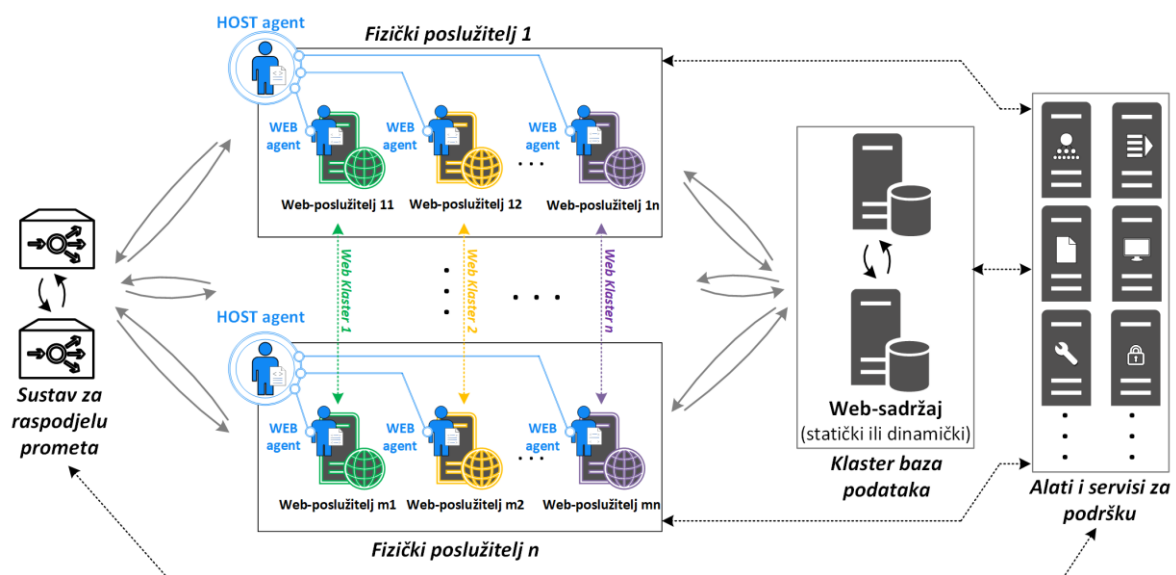 HOST agent
Fizički poslužitelj 1
WEB
agent
WEB
agent
WEB
agent
...
Web-poslužitelj 11
Web-poslužitelj 12
Web-poslužitelj 1n
Web Klaster 1
Web Klaster 2
Web Klaster n
...
HOST agent
WEB
agent
WEB
agent
WEB
agent
...
Web-poslužitelj m1
Web-poslužitelj m2
Web-poslužitelj mn
Fizički poslužitelj n
Sustav za
raspodjelu
prometa
Web-sadržaj
(statički ili dinamički)
Klaster baza
podataka
Alati i servisi za
podršku